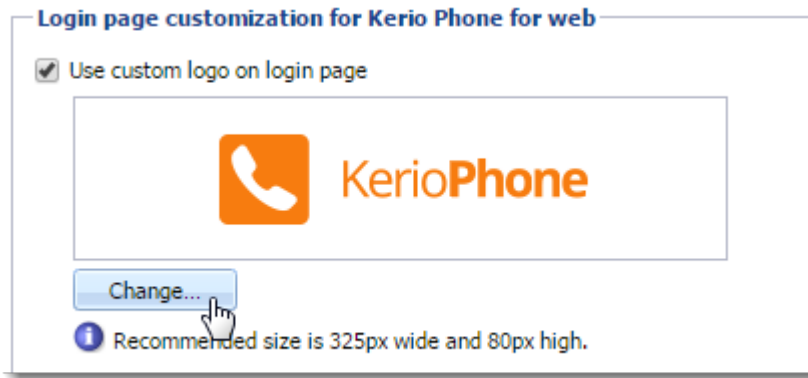 Login page customization for Kerio Phone for web
Use custom logo on login page
KerioPhone
Change...
Recommended size is 325px wide and 80px high.